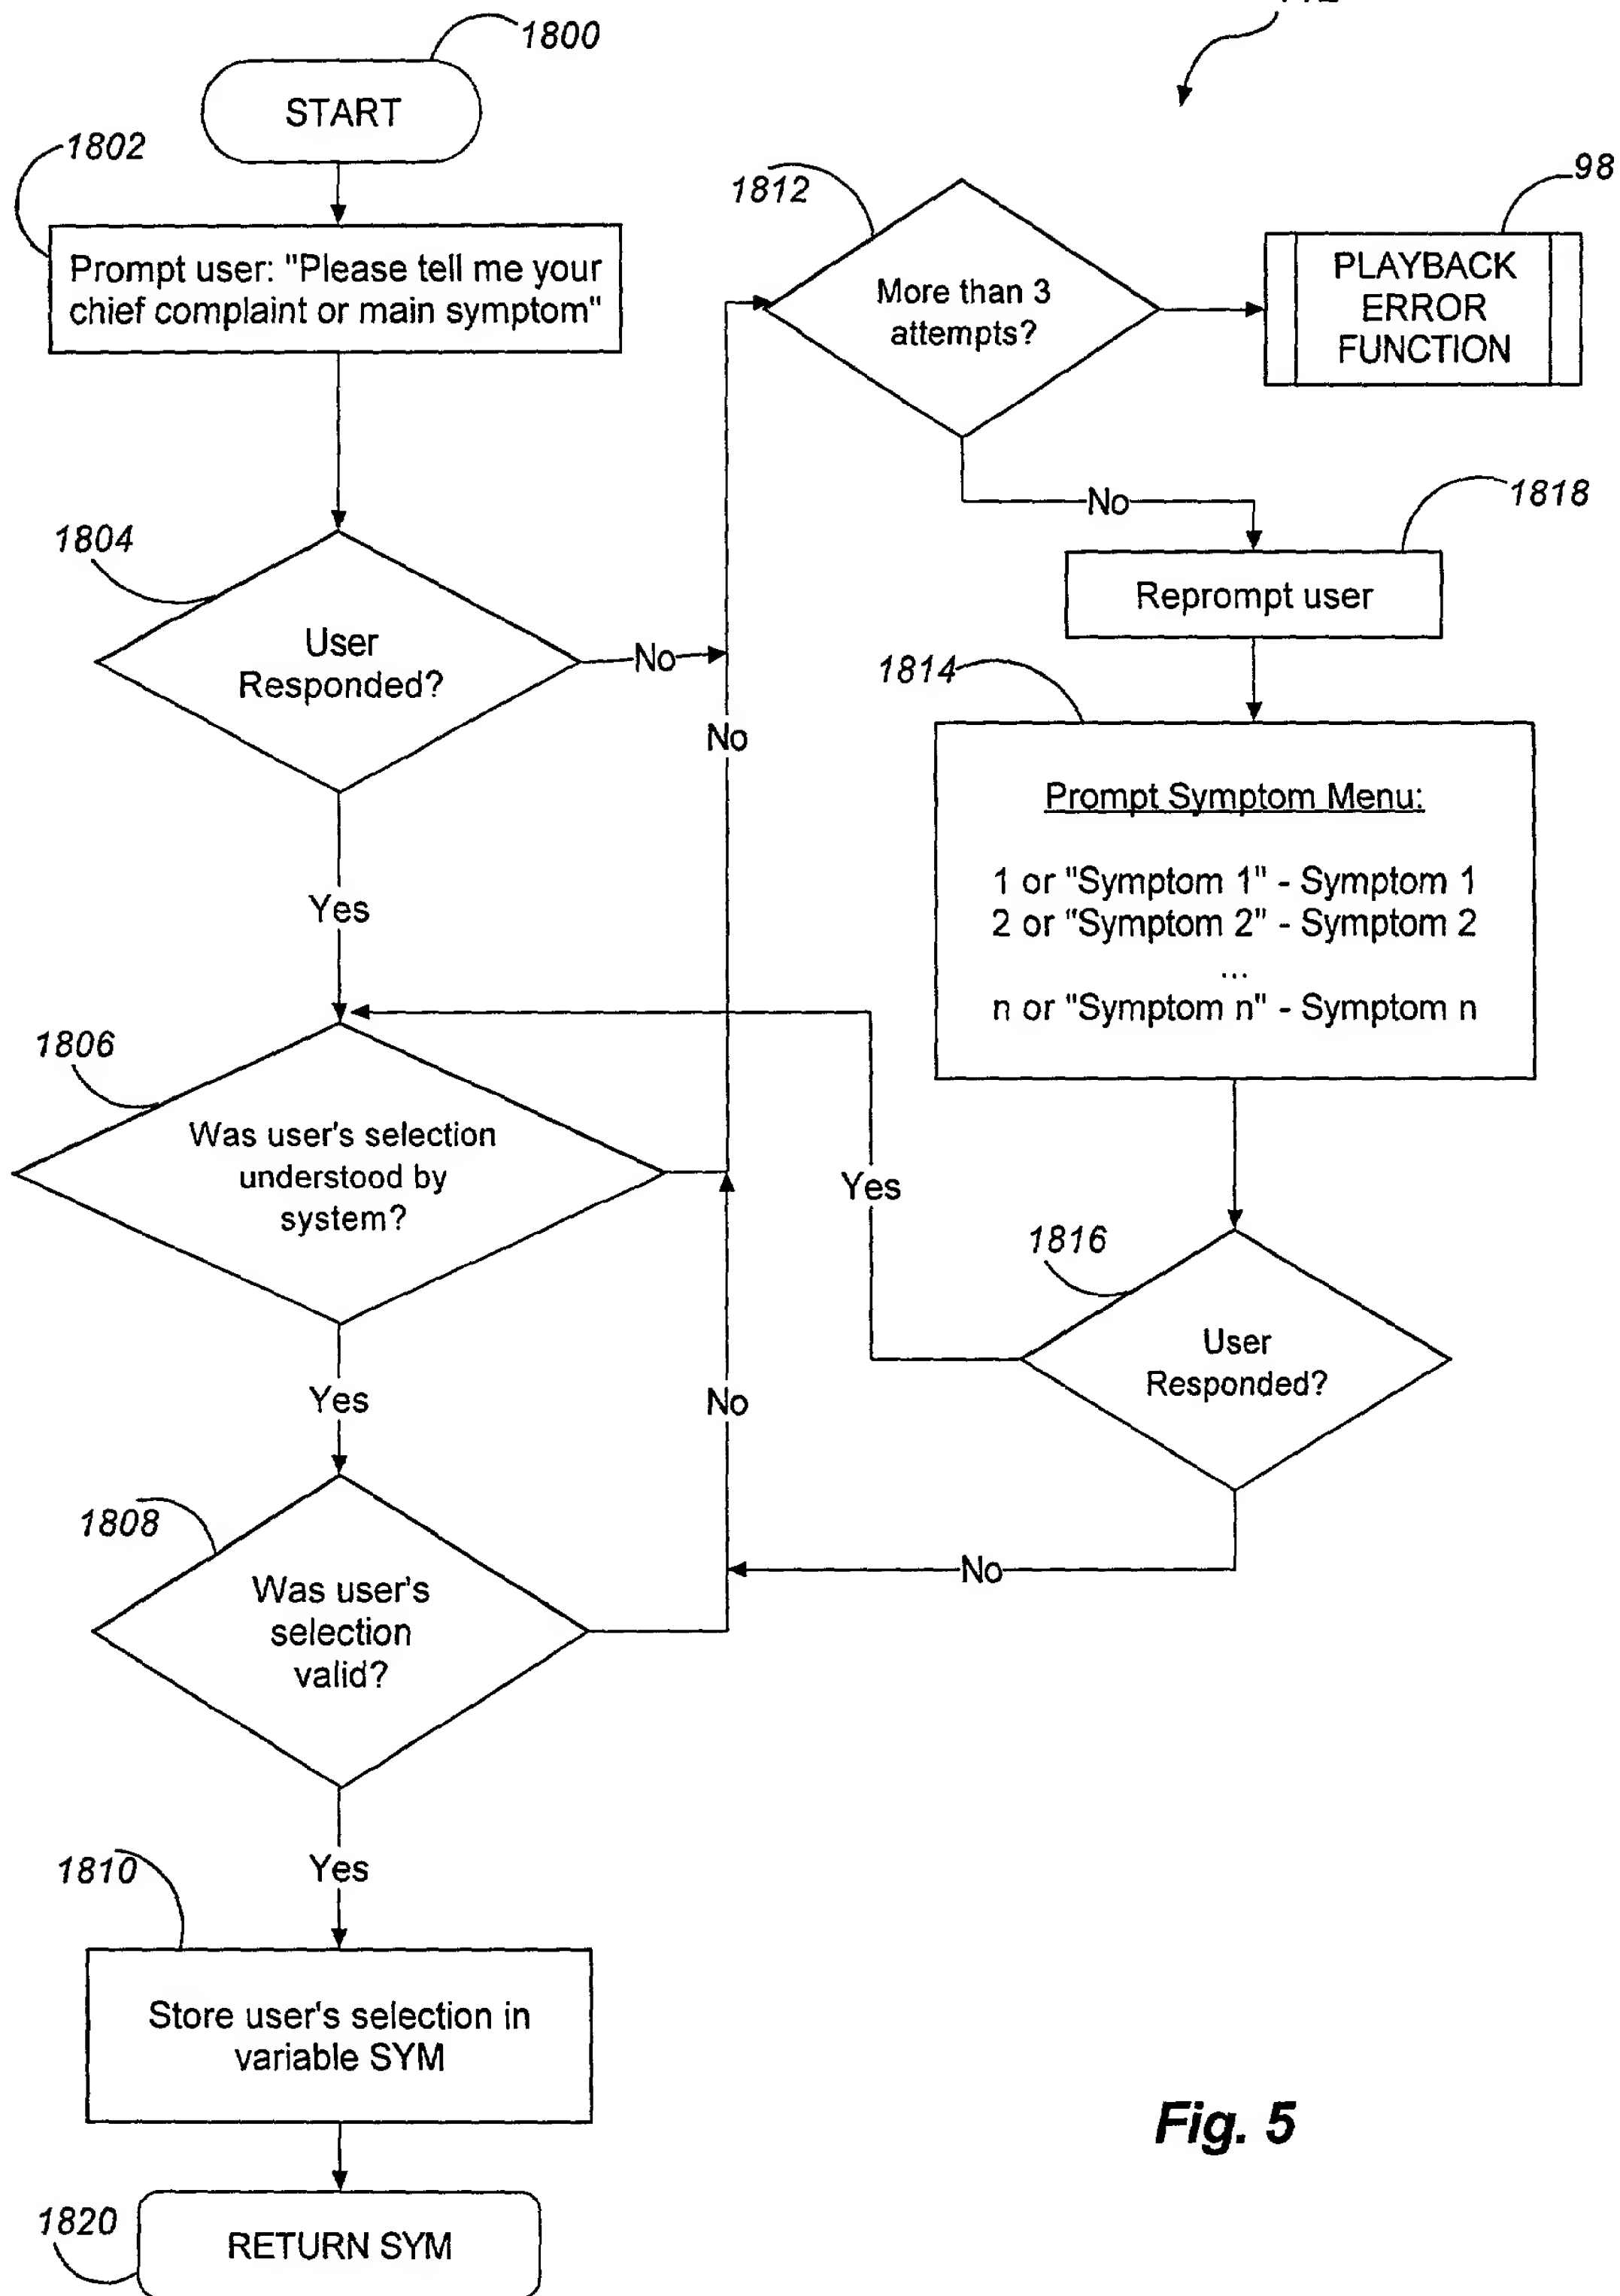 1800
START
1802
Prompt user: "Please tell me your
chief complaint or main symptom"
1812
More than 3
attempts?
98
PLAYBACK
ERROR
FUNCTION
No
1818
Reprompt user
1804
User
Responded?
No
No
1814
Prompt Symptom Menu:
1 or "Symptom 1" - Symptom 1
2 or "Symptom 2" - Symptom 2
...
n or "Symptom n" - Symptom n
Yes
1806
Was user's selection
understood by
system?
Yes
1816
User
Responded?
Yes
No
1808
Was user's
selection
valid?
No
Yes
1810
Store user's selection in
variable SYM
Fig. 5
1820
RETURN SYM